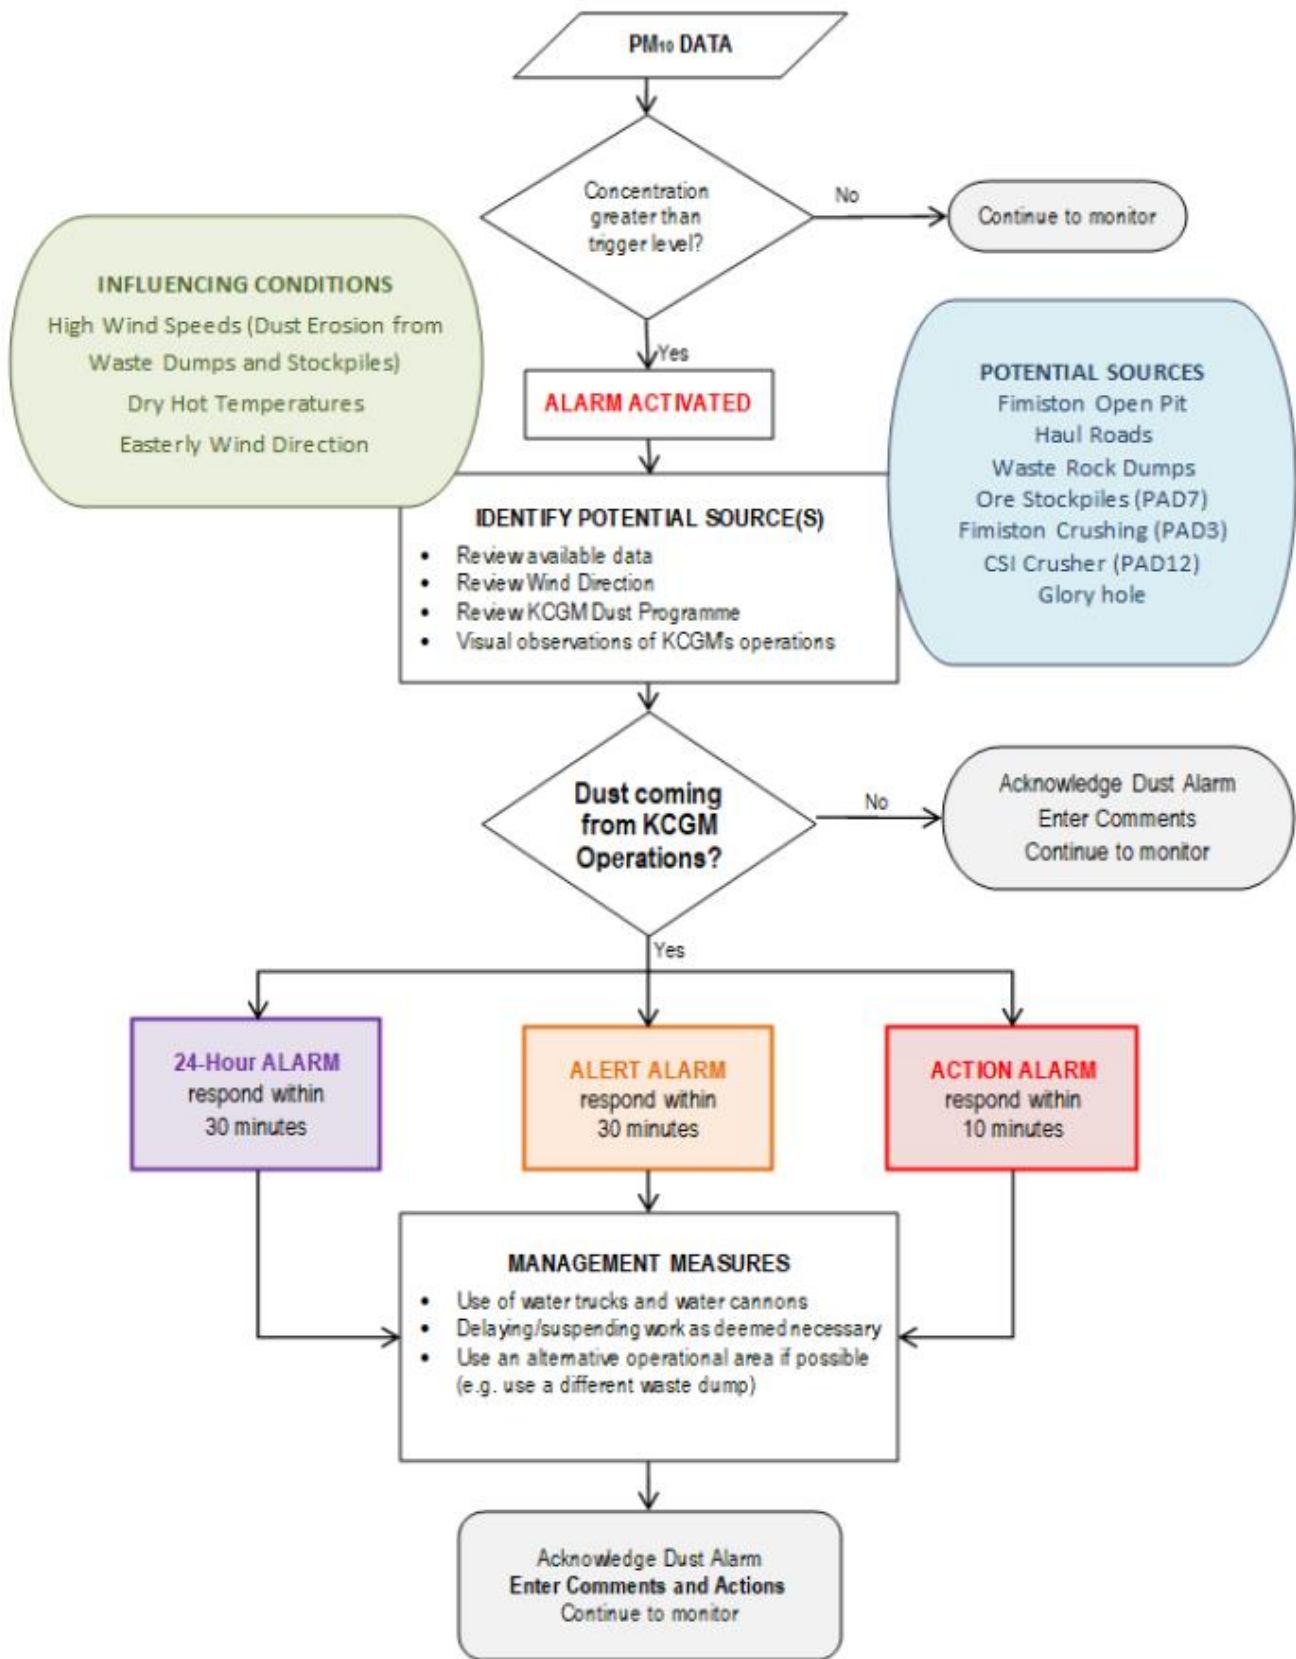 PM₁₀ DATA
Concentration
greater than
trigger level?
No
Continue to monitor
INFLUENCING CONDITIONS
High Wind Speeds (Dust Erosion from
Waste Dumps and Stockpiles)
Dry Hot Temperatures
Easterly Wind Direction
Yes
ALARM ACTIVATED
POTENTIAL SOURCES
Fimiston Open Pit
Haul Roads
Waste Rock Dumps
Ore Stockpiles (PAD7)
Fimiston Crushing (PAD3)
CSI Crusher (PAD12)
Glory hole
IDENTIFY POTENTIAL SOURCE(S)
• Review available data
• Review Wind Direction
• Review KCGM Dust Programme
• Visual observations of KCGM's operations
Dust coming
from KCGM
Operations?
No
Acknowledge Dust Alarm
Enter Comments
Continue to monitor
Yes
24-Hour ALARM
respond within
30 minutes
ALERT ALARM
respond within
30 minutes
ACTION ALARM
respond within
10 minutes
MANAGEMENT MEASURES
• Use of water trucks and water cannons
• Delaying/suspending work as deemed necessary
• Use an alternative operational area if possible
(e.g. use a different waste dump)
Acknowledge Dust Alarm
Enter Comments and Actions
Continue to monitor